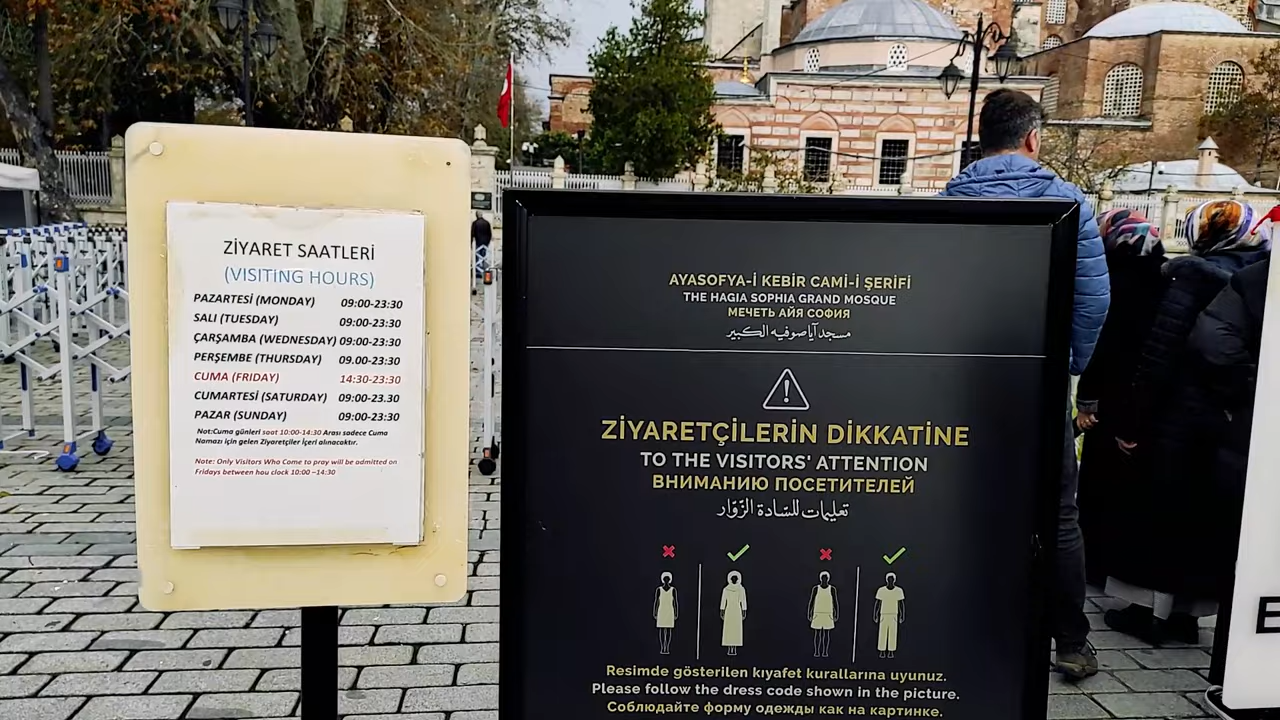 ZİYARET SAATLERİ
(VISITING HOURS)
PAZARTESİ (MONDAY) 09:00-23:30
SALI (TUESDAY) 09:00-23:30
ÇARŞAMBA (WEDNESDAY) 09:00-23:30
PERŞEMBE (THURSDAY) 09.00-23:30
CUMA (FRIDAY) 14:30-23:30
CUMARTESİ (SATURDAY) 09:00-23.30
PAZAR (SUNDAY) 09:00-23:30
Not:Cuma günleri saat 10:00-14:30 Arası sadece Cuma
Namazı için gelen Ziyaretçiler İçeri alınacaktır.
Note: Only Visitors Who Come to pray will be admitted on
Fridays between hou clock 10:00 –14:30
AYASOFYA-İ KEBİR CAMİ-İ ŞERİFİ
THE HAGIA SOPHIA GRAND MOSQUE
МЕЧЕТЬ АЙЯ СОФИЯ
مسجد آياصوفيه الكبير
ZİYARETÇİLERİN DİKKATİNE
TO THE VISITORS' ATTENTION
ВНИМАНИЮ ПОСЕТИТЕЛЕЙ
تعليمات للسّادة الزّوّار
Resimde gösterilen kıyafet kurallarına uyunuz.
Please follow the dress code shown in the picture.
Соблюдайте форму одежды как на картинке.